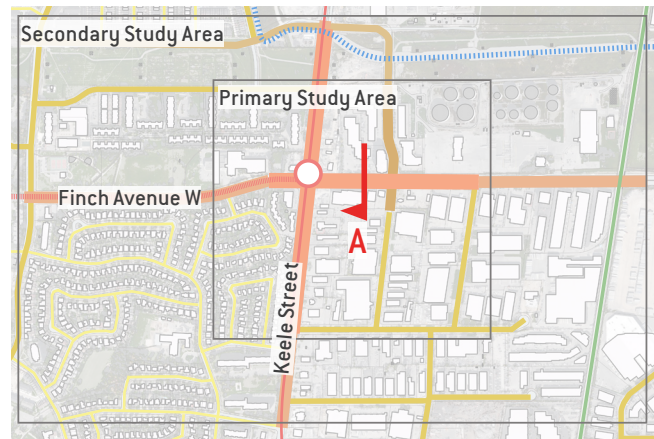 Secondary Study Area
Primary Study Area
Finch Avenue W
A
Keele Street